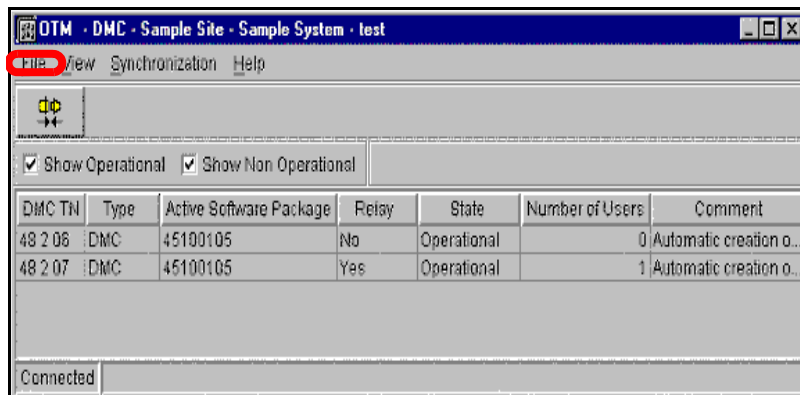 OTM - DMC - Sample Site - Sample System - test
File View Synchronization Help
Show Operational Show Non Operational
DMC TN Type Active Software Package Relay State Number of Users Comment
48 2 06 DMC 45100105 No Operational 0 Automatic creation o...
48 2 07 DMC 45100105 Yes Operational 1 Automatic creation o...
Connected